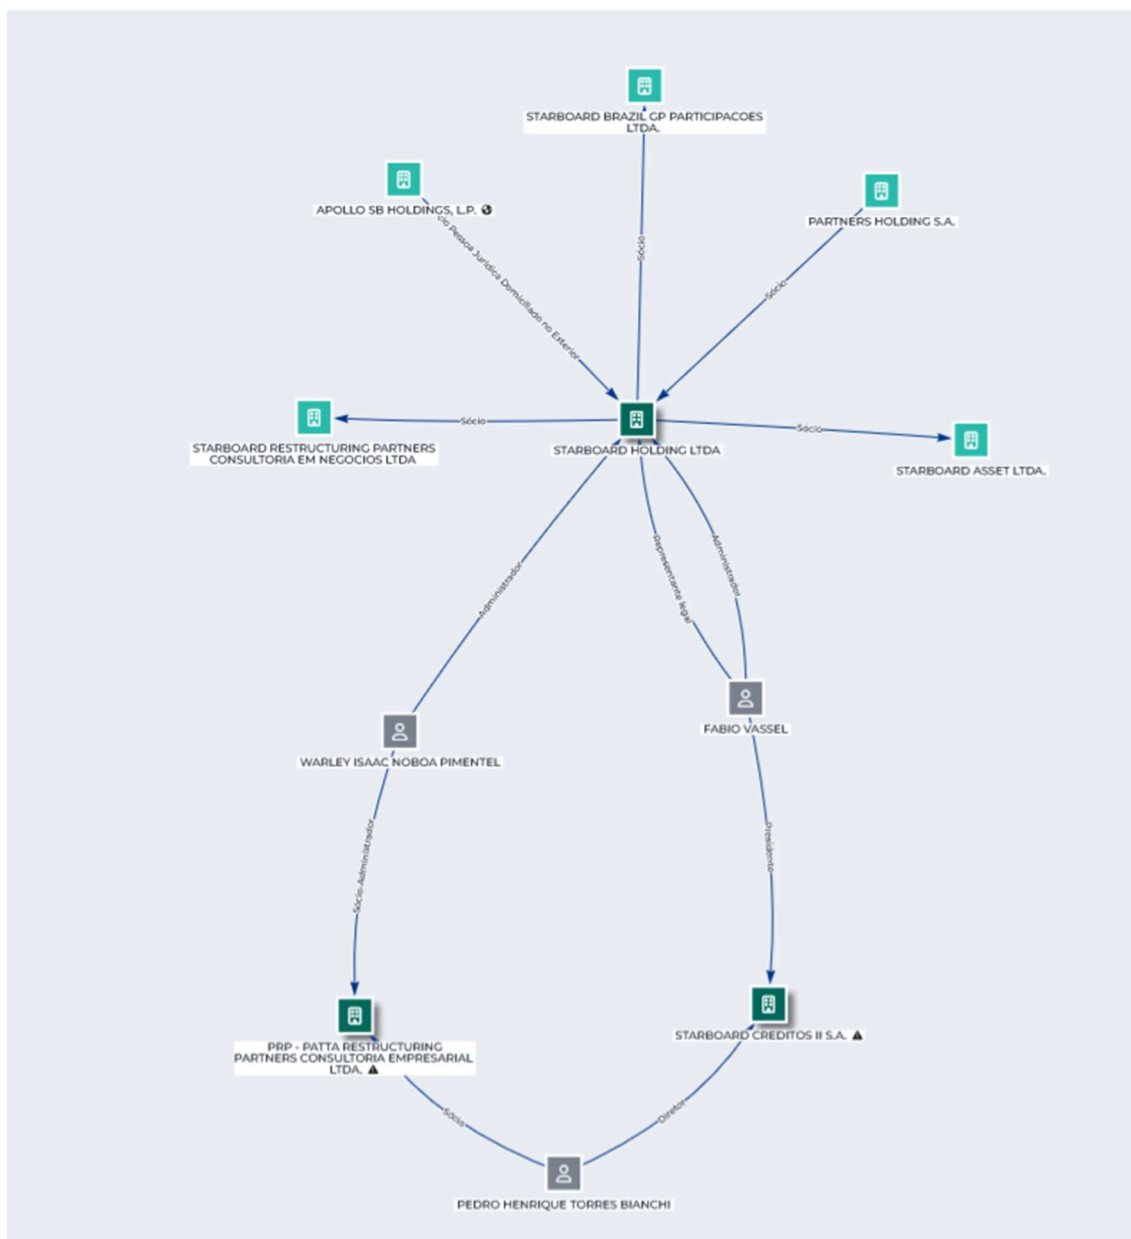 STARBOARD BRAZIL GP PARTICIPACOES
LTDA.
APOLLO SB HOLDINGS, L.P.
PARTNERS HOLDING S.A.
Sócio
Pessoa Jurídica Domiciliado no Exterior
Sócio
STARBOARD HOLDING LTDA
Sócio
Sócio
STARBOARD RESTRUCTURING PARTNERS
CONSULTORIA EM NEGOCIOS LTDA
STARBOARD ASSET LTDA.
Administrador
Representante legal
Administrador
FABIO VASSEL
WARLEY ISAAC NOBOA PIMENTEL
Sócio-Administrador
Presidente
STARBOARD CREDITOS II S.A.
PRP - PATTA RESTRUCTURING
PARTNERS CONSULTORIA EMPRESARIAL
LTDA.
Sócio
Diretor
PEDRO HENRIQUE TORRES BIANCHI